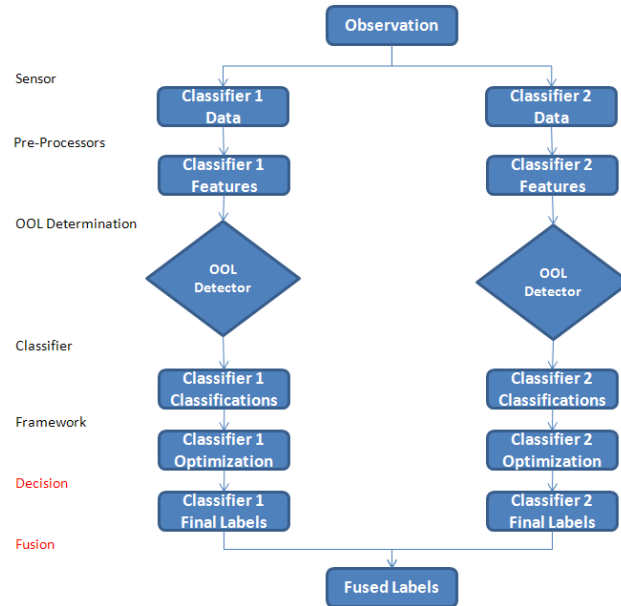 Observation
Sensor
Classifier 1
Data
Classifier 2
Data
Pre-Processors
Classifier 1
Features
Classifier 2
Features
OOL Determination
OOL
Detector
OOL
Detector
Classifier
Classifier 1
Classifications
Classifier 2
Classifications
Framework
Classifier 1
Optimization
Classifier 2
Optimization
Decision
Classifier 1
Final Labels
Classifier 2
Final Labels
Fusion
Fused Labels